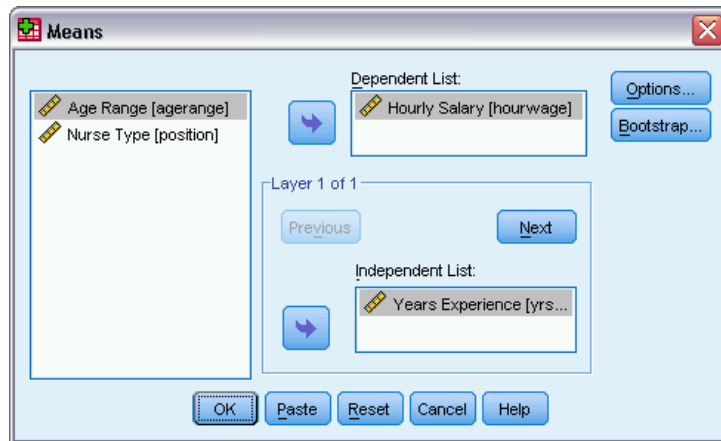 Means
Age Range [agerange]
Nurse Type [position]
Dependent List:
Hourly Salary [hourwage]
Options...
Bootstrap...
Layer 1 of 1
Previous
Next
Independent List:
Years Experience [yrs...
OK
Paste
Reset
Cancel
Help